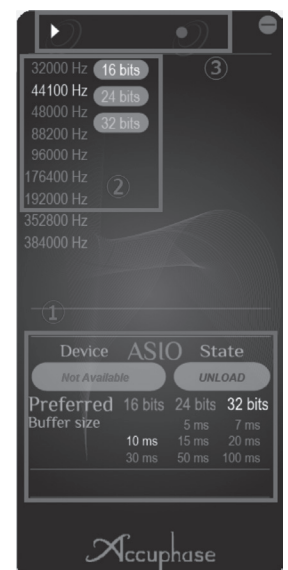 ③
32000 Hz 16 bits
44100 Hz 24 bits
48000 Hz 32 bits
88200 Hz
96000 Hz
176400 Hz ②
192000 Hz
352800 Hz
384000 Hz
①
Device ASIO State
Not Available UNLOAD
Preferred 16 bits 24 bits 32 bits
Buffer size 5 ms 7 ms
10 ms 15 ms 20 ms
30 ms 50 ms 100 ms
Accuphase